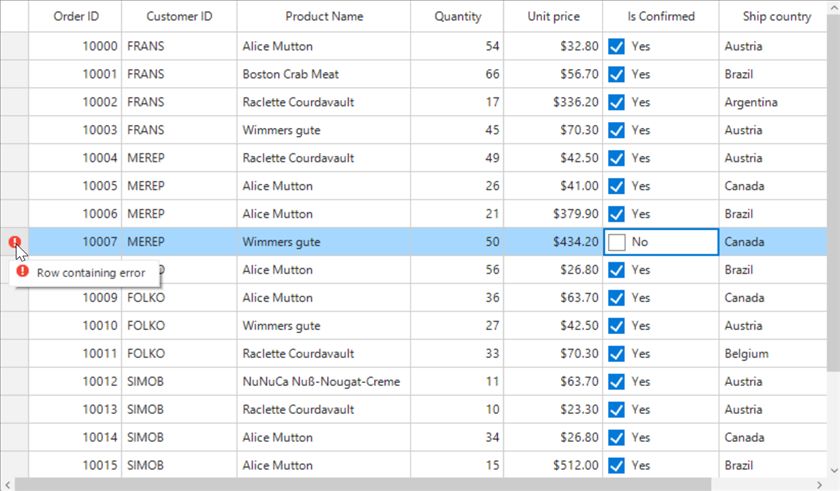 Order ID Customer ID Product Name Quantity Unit price Is Confirmed Ship country
10000 FRANS Alice Mutton 54 $32.80 Yes Austria
10001 FRANS Boston Crab Meat 66 $56.70 Yes Brazil
10002 FRANS Raclette Courdavault 17 $336.20 Yes Argentina
10003 FRANS Wimmers gute 45 $70.30 Yes Austria
10004 MEREP Raclette Courdavault 49 $42.50 Yes Austria
10005 MEREP Alice Mutton 26 $41.00 Yes Canada
10006 MEREP Alice Mutton 21 $379.90 Yes Brazil
10007 MEREP Wimmers gute 50 $434.20 No Canada
Row containing error
Alice Mutton 56 $26.80 Yes Brazil
10009 FOLKO Alice Mutton 36 $63.70 Yes Canada
10010 FOLKO Wimmers gute 27 $42.50 Yes Austria
10011 FOLKO Raclette Courdavault 33 $70.30 Yes Belgium
10012 SIMOB NuNuCa Nuß-Nougat-Creme 11 $63.70 Yes Austria
10013 SIMOB Raclette Courdavault 10 $23.30 Yes Austria
10014 SIMOB Alice Mutton 34 $26.80 Yes Canada
10015 SIMOB Alice Mutton 15 $512.00 Yes Brazil